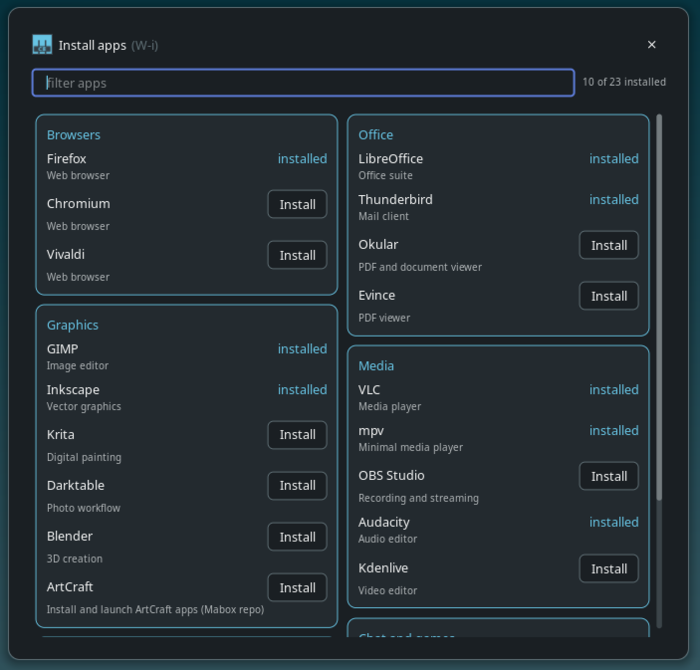 Install apps (W-i)
×
filter apps
10 of 23 installed
Browsers
Firefox installed
Web browser
Chromium Install
Web browser
Vivaldi Install
Web browser
Graphics
GIMP installed
Image editor
Inkscape installed
Vector graphics
Krita Install
Digital painting
Darktable Install
Photo workflow
Blender Install
3D creation
ArtCraft Install
Install and launch ArtCraft apps (Mabox repo)
Office
LibreOffice installed
Office suite
Thunderbird installed
Mail client
Okular Install
PDF and document viewer
Evince Install
PDF viewer
Media
VLC installed
Media player
mpv installed
Minimal media player
OBS Studio Install
Recording and streaming
Audacity installed
Audio editor
Kdenlive Install
Video editor
Chat and games